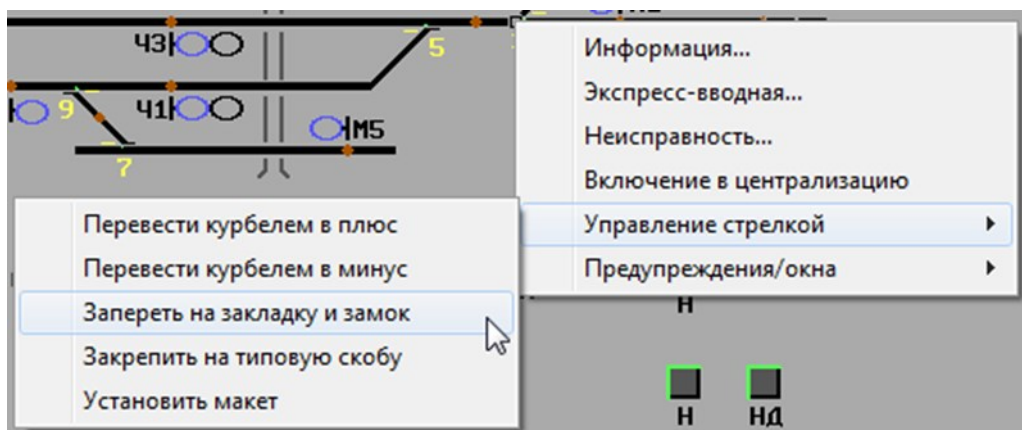 Ч3
5
Информация...
Экспресс-вводная...
9
Ч1
М5
Неисправность...
7
Включение в централизацию
Перевести курбелем в плюс
Управление стрелкой
Перевести курбелем в минус
Предупреждения/окна
Запереть на закладку и замок
Н
Закрепить на типовую скобу
Установить макет
Н
НД